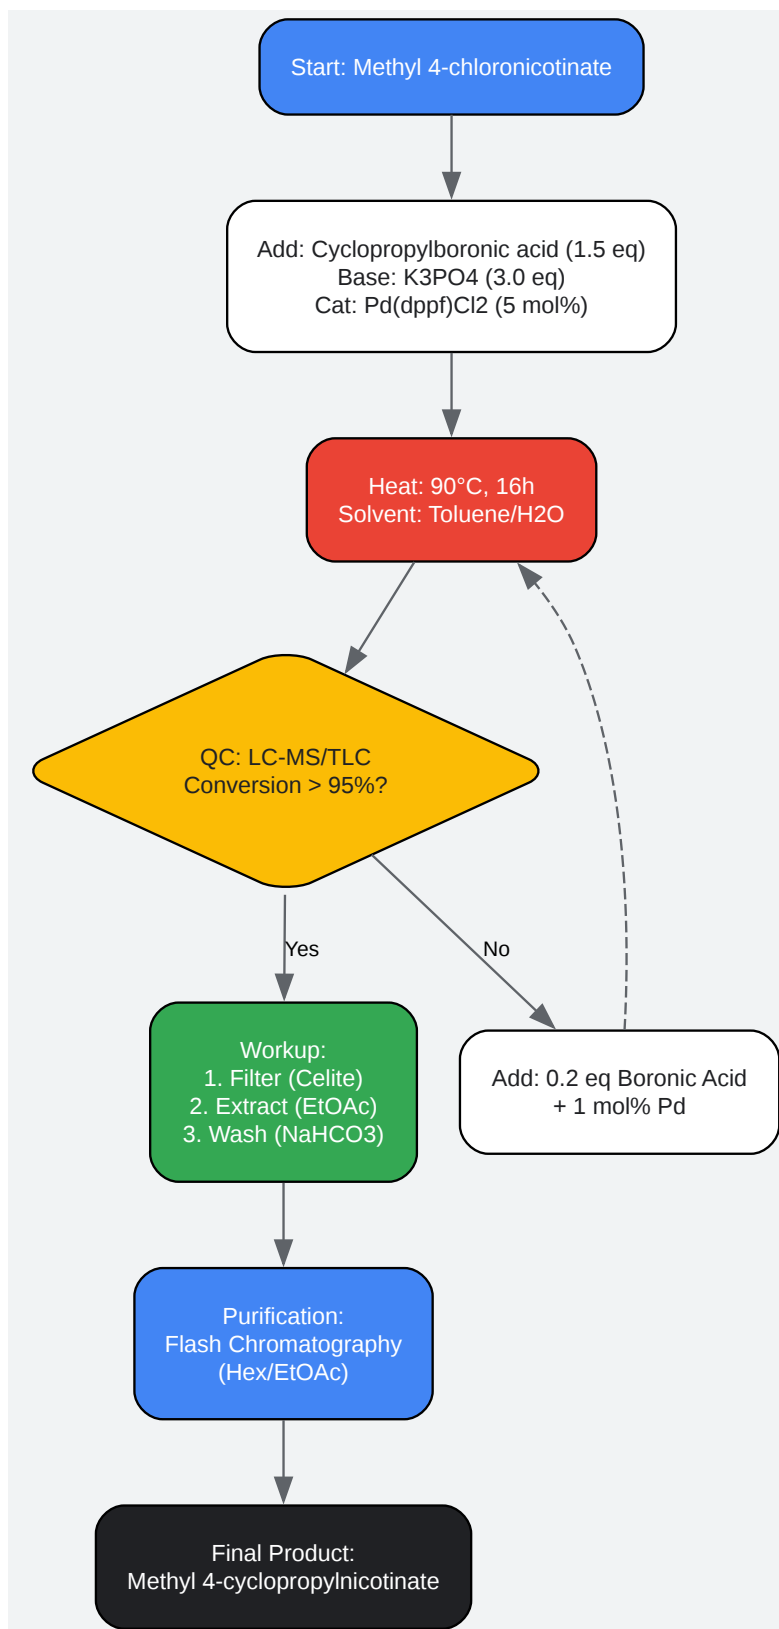 Start: Methyl 4-chloronicotinate
Add: Cyclopropylboronic acid (1.5 eq)
Base: K3PO4 (3.0 eq)
Cat: Pd(dppf)Cl2 (5 mol%)
Heat: 90°C, 16h
Solvent: Toluene/H2O
QC: LC-MS/TLC
Conversion > 95%?
Yes
No
Workup:
1. Filter (Celite)
2. Extract (EtOAc)
3. Wash (NaHCO3)
Add: 0.2 eq Boronic Acid
+ 1 mol% Pd
Purification:
Flash Chromatography
(Hex/EtOAc)
Final Product:
Methyl 4-cyclopropylnicotinate